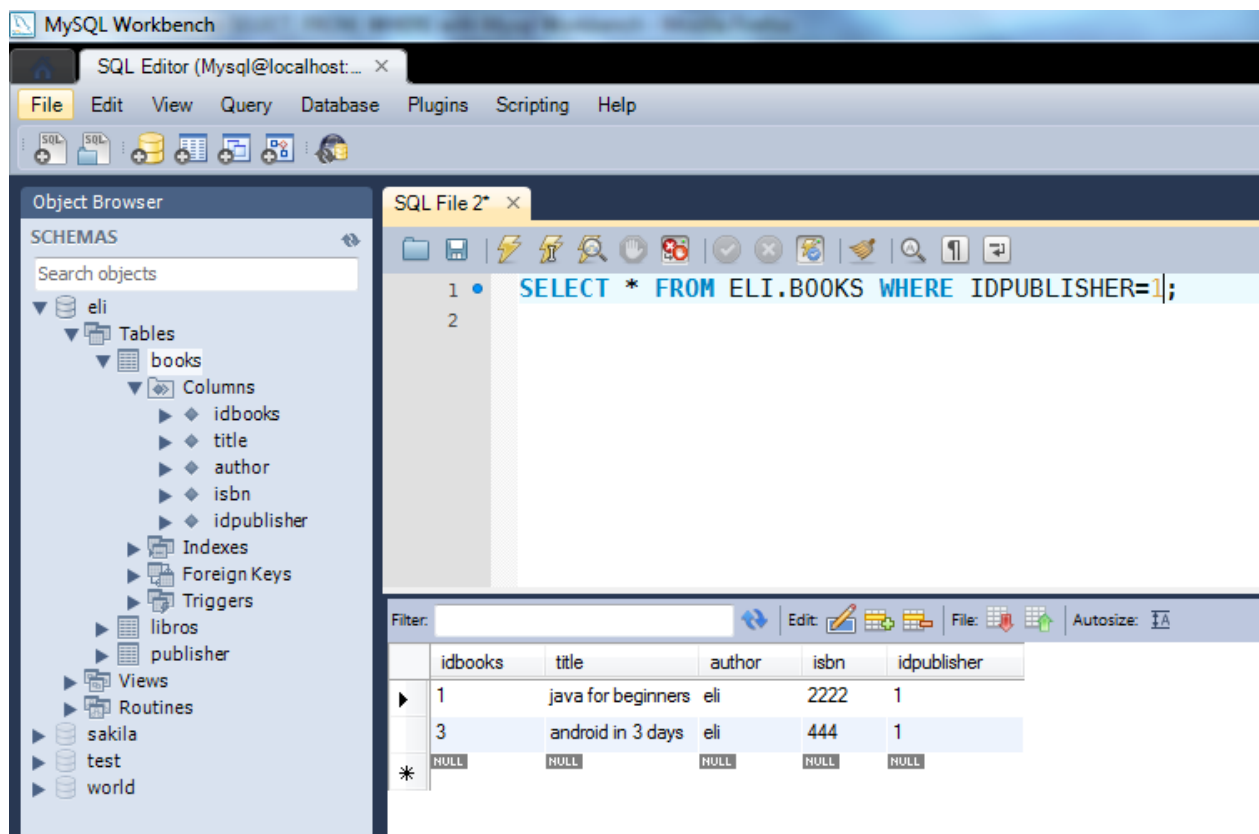 MySQL Workbench
SQL Editor (Mysql@localhost:...
File Edit View Query Database Plugins Scripting Help
SQL SQL
Object Browser
SCHEMAS
Search objects
eli
Tables
books
Columns
idbooks
title
author
isbn
idpublisher
Indexes
Foreign Keys
Triggers
libros
publisher
Views
Routines
sakila
test
world
SQL File 2*
1 SELECT * FROM ELI.BOOKS WHERE IDPUBLISHER=1;
2
Filter: Edit: File: Autosize:
idbooks title author isbn idpublisher
1 java for beginners eli 2222 1
3 android in 3 days eli 444 1
NULL NULL NULL NULL NULL